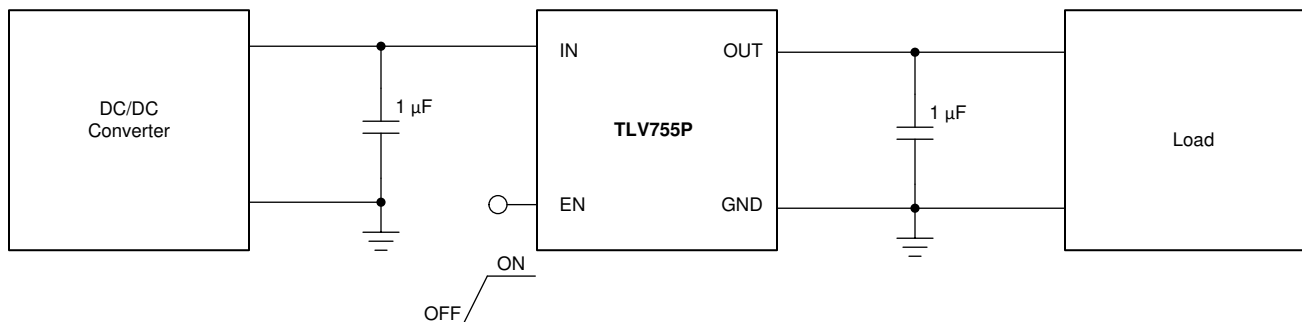 DC/DC
Converter
1 µF
IN
OUT
TLV755P
EN
GND
1 µF
Load
ON
OFF